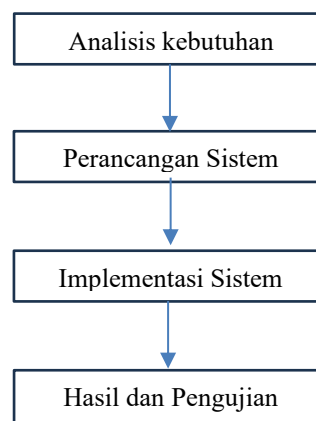 Analisis kebutuhan
Perancangan Sistem
Implementasi Sistem
Hasil dan Pengujian